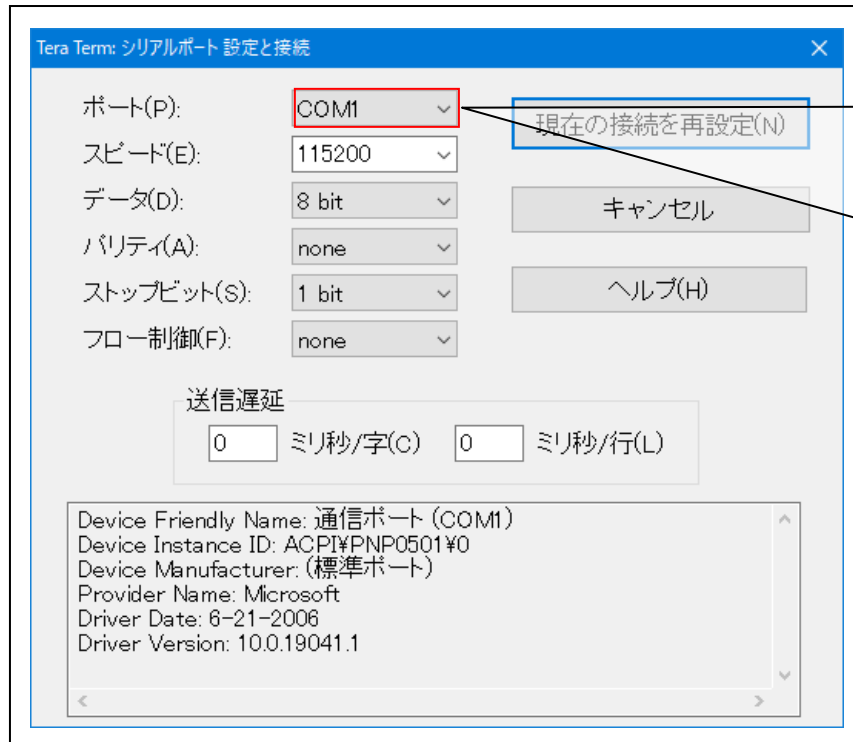 Tera Term: シリアルポート 設定と接続
ポート(P): COM1 現在の接続を再設定(N)
スピード(E): 115200
データ(D): 8 bit キャンセル
パリティ(A): none
ストップビット(S): 1 bit ヘルプ(H)
フロー制御(F): none
送信遅延
0 ミリ秒/字(C) 0 ミリ秒/行(L)
Device Friendly Name: 通信ポート (COM1)
Device Instance ID: ACPI¥PNP0501¥0
Device Manufacturer: (標準ポート)
Provider Name: Microsoft
Driver Date: 6-21-2006
Driver Version: 10.0.19041.1